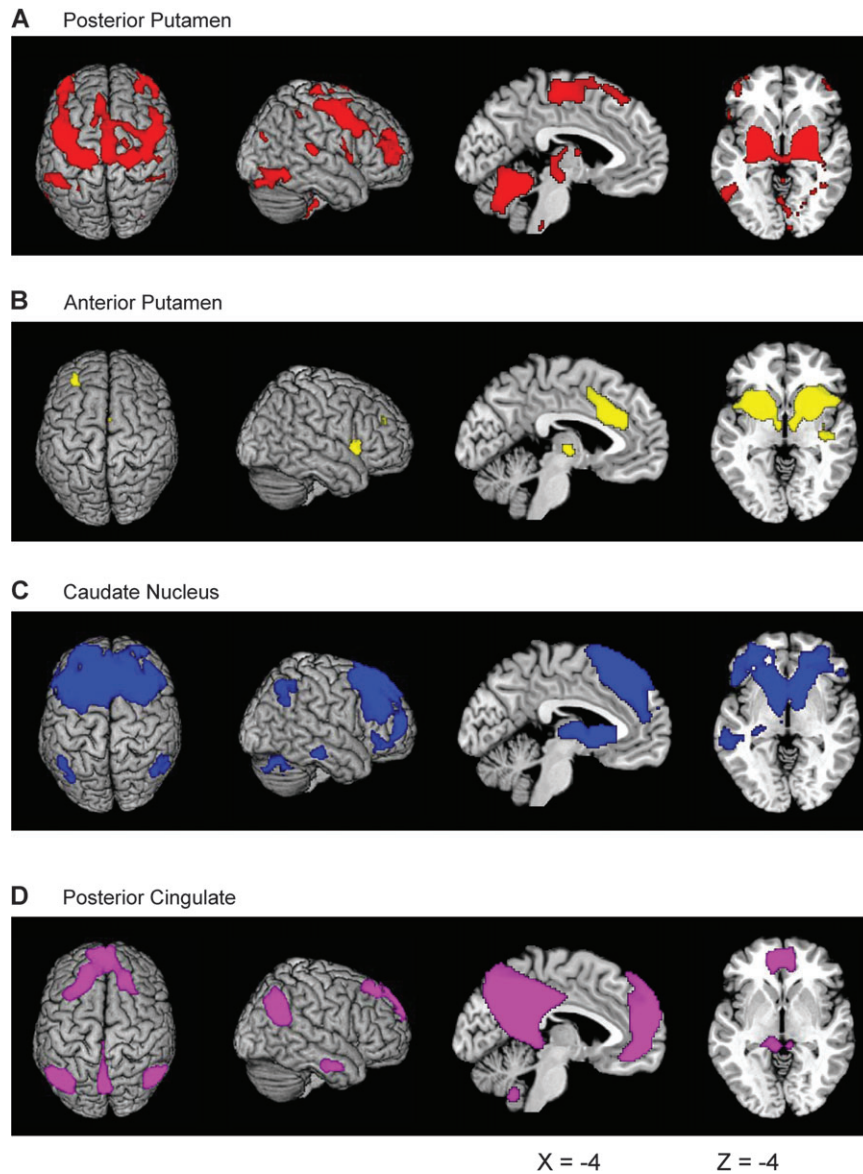 A Posterior Putamen
B Anterior Putamen
C Caudate Nucleus
D Posterior Cingulate
X = -4 Z = -4